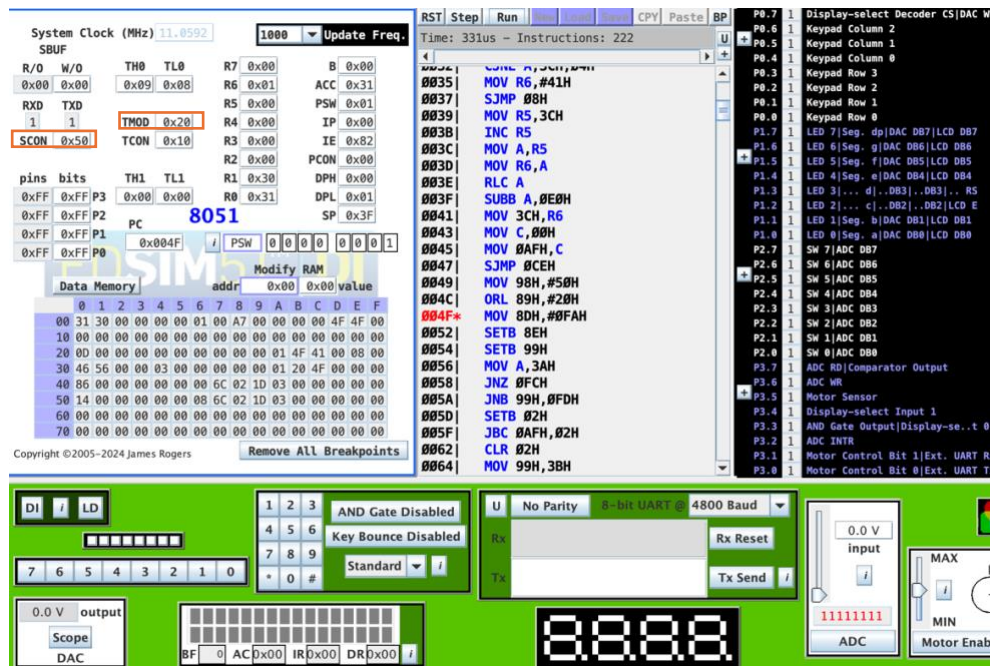 System Clock (MHz) 11.0592 1000 Update Freq.
SBUF
R/O W/O TH0 TL0 R7 0x00 B 0x00
0x00 0x00 0x09 0x08 R6 0x01 ACC 0x31
RXD TXD R5 0x00 PSW 0x01
1 1 TMOD 0x20 R4 0x00 IP 0x00
SCON 0x50 TCON 0x10 R3 0x00 IE 0x82
R2 0x00 PCON 0x00
pins bits TH1 TL1 R1 0x30 DPH 0x00
0xFF 0xFF P3 0x00 0x00 R0 0x31 DPL 0x01
0xFF 0xFF P2 PC 8051 SP 0x3F
0xFF 0xFF P1 0x004F i PSW 0 0 0 0 0 0 0 1
0xFF 0xFF P0
Modify RAM
Data Memory addr 0x00 0x00 value
0 1 2 3 4 5 6 7 8 9 A B C D E F
00 31 30 00 00 00 00 01 00 A7 00 00 00 00 4F 4F 00
10 00 00 00 00 00 00 00 00 00 00 00 00 00 00 00 00
20 0D 00 00 00 00 00 00 00 00 00 01 4F 41 00 08 00
30 46 56 00 00 03 00 00 00 00 00 01 20 4F 00 00 00
40 86 00 00 00 00 00 00 6C 02 1D 03 00 00 00 00 00
50 14 00 00 00 00 00 08 6C 02 1D 03 00 00 00 00 00
60 00 00 00 00 00 00 00 00 00 00 00 00 00 00 00 00
70 00 00 00 00 00 00 00 00 00 00 00 00 00 00 00 00
Copyright ©2005-2024 James Rogers Remove All Breakpoints
RST Step Run New Load Save CPY Paste BP
Time: 331us - Instructions: 222 U
0035| MOV R6,#41H
0037| SJMP 08H
0039| MOV R5,3CH
003B| INC R5
003C| MOV A,R5
003D| MOV R6,A
003E| RLC A
003F| SUBB A,0E0H
0041| MOV 3CH,R6
0043| MOV C,00H
0045| MOV 0AFH,C
0047| SJMP 0CEH
0049| MOV 98H,#50H
004C| ORL 89H,#20H
004F* MOV 8DH,#0FAH
0052| SETB 8EH
0054| SETB 99H
0056| MOV A,3AH
0058| JNZ 0FCH
005A| JNB 99H,0FDH
005D| SETB 02H
005F| JBC 0AFH,02H
0062| CLR 02H
0064| MOV 99H,3BH
P0.7 1 Display-select Decoder CS|DAC W
P0.6 1 Keypad Column 2
P0.5 1 Keypad Column 1
P0.4 1 Keypad Column 0
P0.3 1 Keypad Row 3
P0.2 1 Keypad Row 2
P0.1 1 Keypad Row 1
P0.0 1 Keypad Row 0
P1.7 1 LED 7|Seg. dp|DAC DB7|LCD DB7
P1.6 1 LED 6|Seg. g|DAC DB6|LCD DB6
P1.5 1 LED 5|Seg. f|DAC DB5|LCD DB5
P1.4 1 LED 4|Seg. e|DAC DB4|LCD DB4
P1.3 1 LED 3|... d|..DB3|..DB3|.. RS
P1.2 1 LED 2|... c|..DB2|..DB2|LCD E
P1.1 1 LED 1|Seg. b|DAC DB1|LCD DB1
P1.0 1 LED 0|Seg. a|DAC DB0|LCD DB0
P2.7 1 SW 7|ADC DB7
P2.6 1 SW 6|ADC DB6
P2.5 1 SW 5|ADC DB5
P2.4 1 SW 4|ADC DB4
P2.3 1 SW 3|ADC DB3
P2.2 1 SW 2|ADC DB2
P2.1 1 SW 1|ADC DB1
P2.0 1 SW 0|ADC DB0
P3.7 1 ADC RD|Comparator Output
P3.6 1 ADC WR
P3.5 1 Motor Sensor
P3.4 1 Display-select Input 1
P3.3 1 AND Gate Output|Display-se..t 0
P3.2 1 ADC INTR
P3.1 1 Motor Control Bit 1|Ext. UART R
P3.0 1 Motor Control Bit 0|Ext. UART T
DI i LD
7 6 5 4 3 2 1 0
1 2 3 AND Gate Disabled
4 5 6 Key Bounce Disabled
7 8 9 Standard i
* 0 #
U No Parity 8-bit UART @ 4800 Baud
Rx Rx Reset
Tx Tx Send i
0.0 V
input
i
11111111
ADC
MAX
i
MIN
Motor Enab
0.0 V output
Scope
DAC
BF 0 AC 0x00 IR 0x00 DR 0x00 i
8.8.8.8.